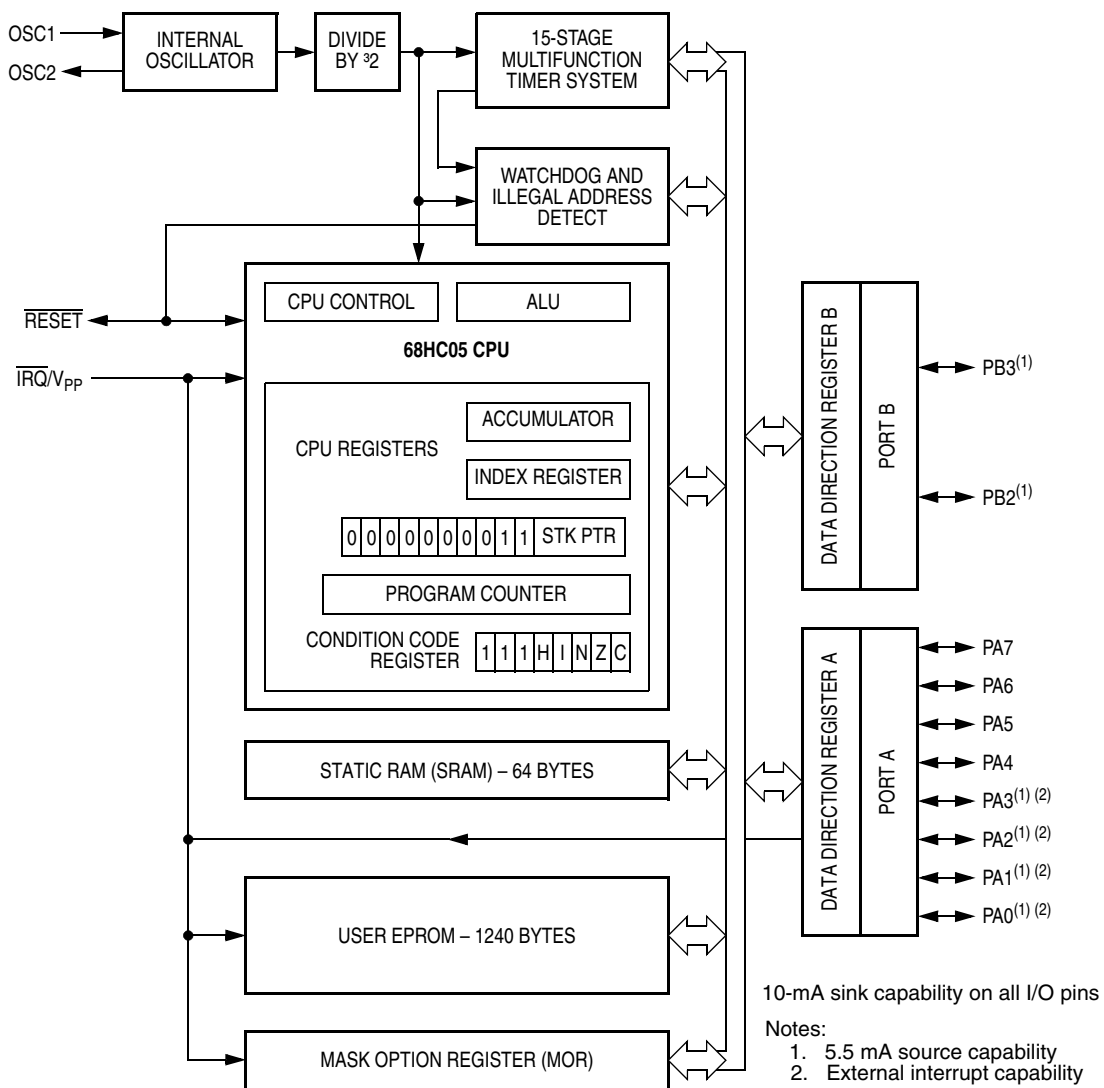 OSC1
OSC2
INTERNAL
OSCILLATOR
DIVIDE
BY ³2
15-STAGE
MULTIFUNCTION
TIMER SYSTEM
WATCHDOG AND
ILLEGAL ADDRESS
DETECT
RESET
IRQ/VPP
CPU CONTROL
ALU
68HC05 CPU
CPU REGISTERS
ACCUMULATOR
INDEX REGISTER
0 0 0 0 0 0 0 0 1 1 STK PTR
PROGRAM COUNTER
CONDITION CODE
REGISTER
1 1 1 H I N Z C
STATIC RAM (SRAM) – 64 BYTES
USER EPROM – 1240 BYTES
MASK OPTION REGISTER (MOR)
DATA DIRECTION REGISTER B
PORT B
PB3(1)
PB2(1)
DATA DIRECTION REGISTER A
PORT A
PA7
PA6
PA5
PA4
PA3(1) (2)
PA2(1) (2)
PA1(1) (2)
PA0(1) (2)
10-mA sink capability on all I/O pins
Notes:
1. 5.5 mA source capability
2. External interrupt capability